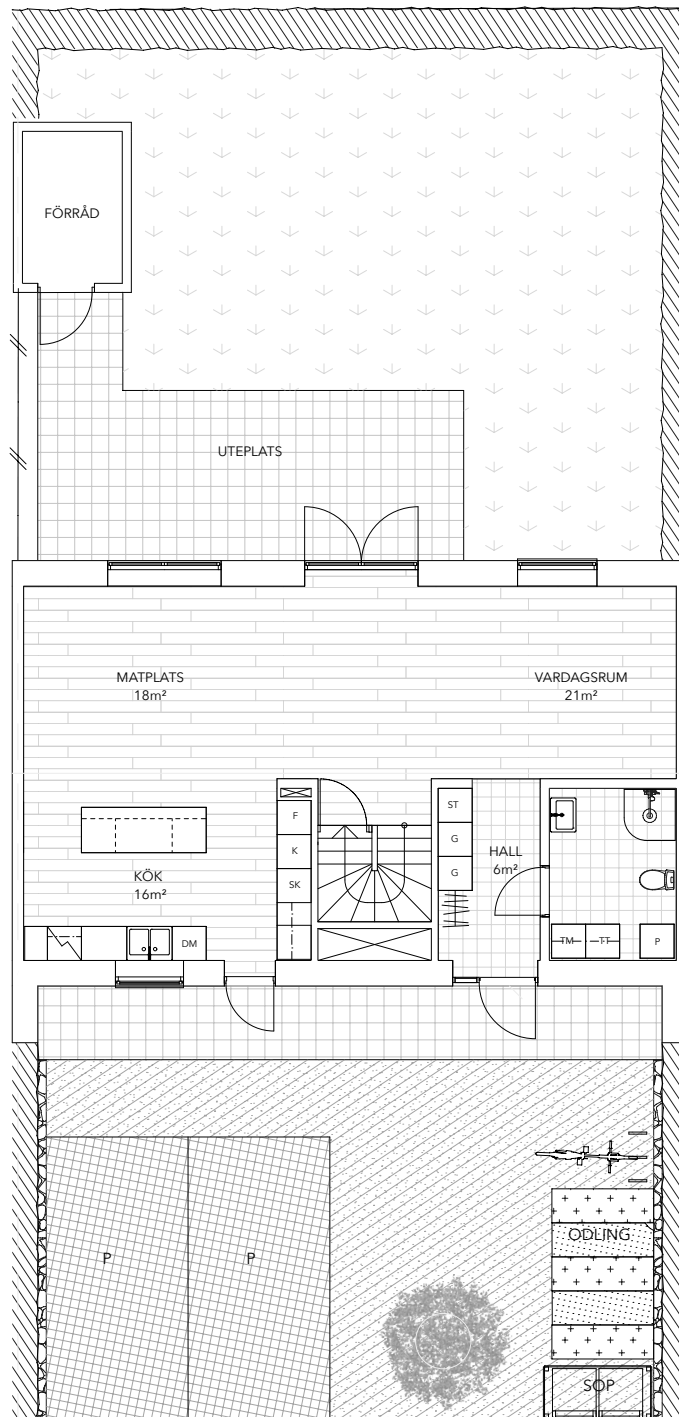 FÖRRÅD
UTEPLATS
MATPLATS
18m²
VARDAGSRUM
21m²
F
K
SK
ST
G
G
HALL
6m²
KÖK
16m²
DM
TM
TT
P
ODLING
P
P
SOP